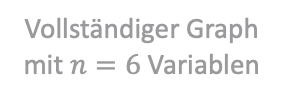 Vollständiger Graph
mit n = 6 Variablen